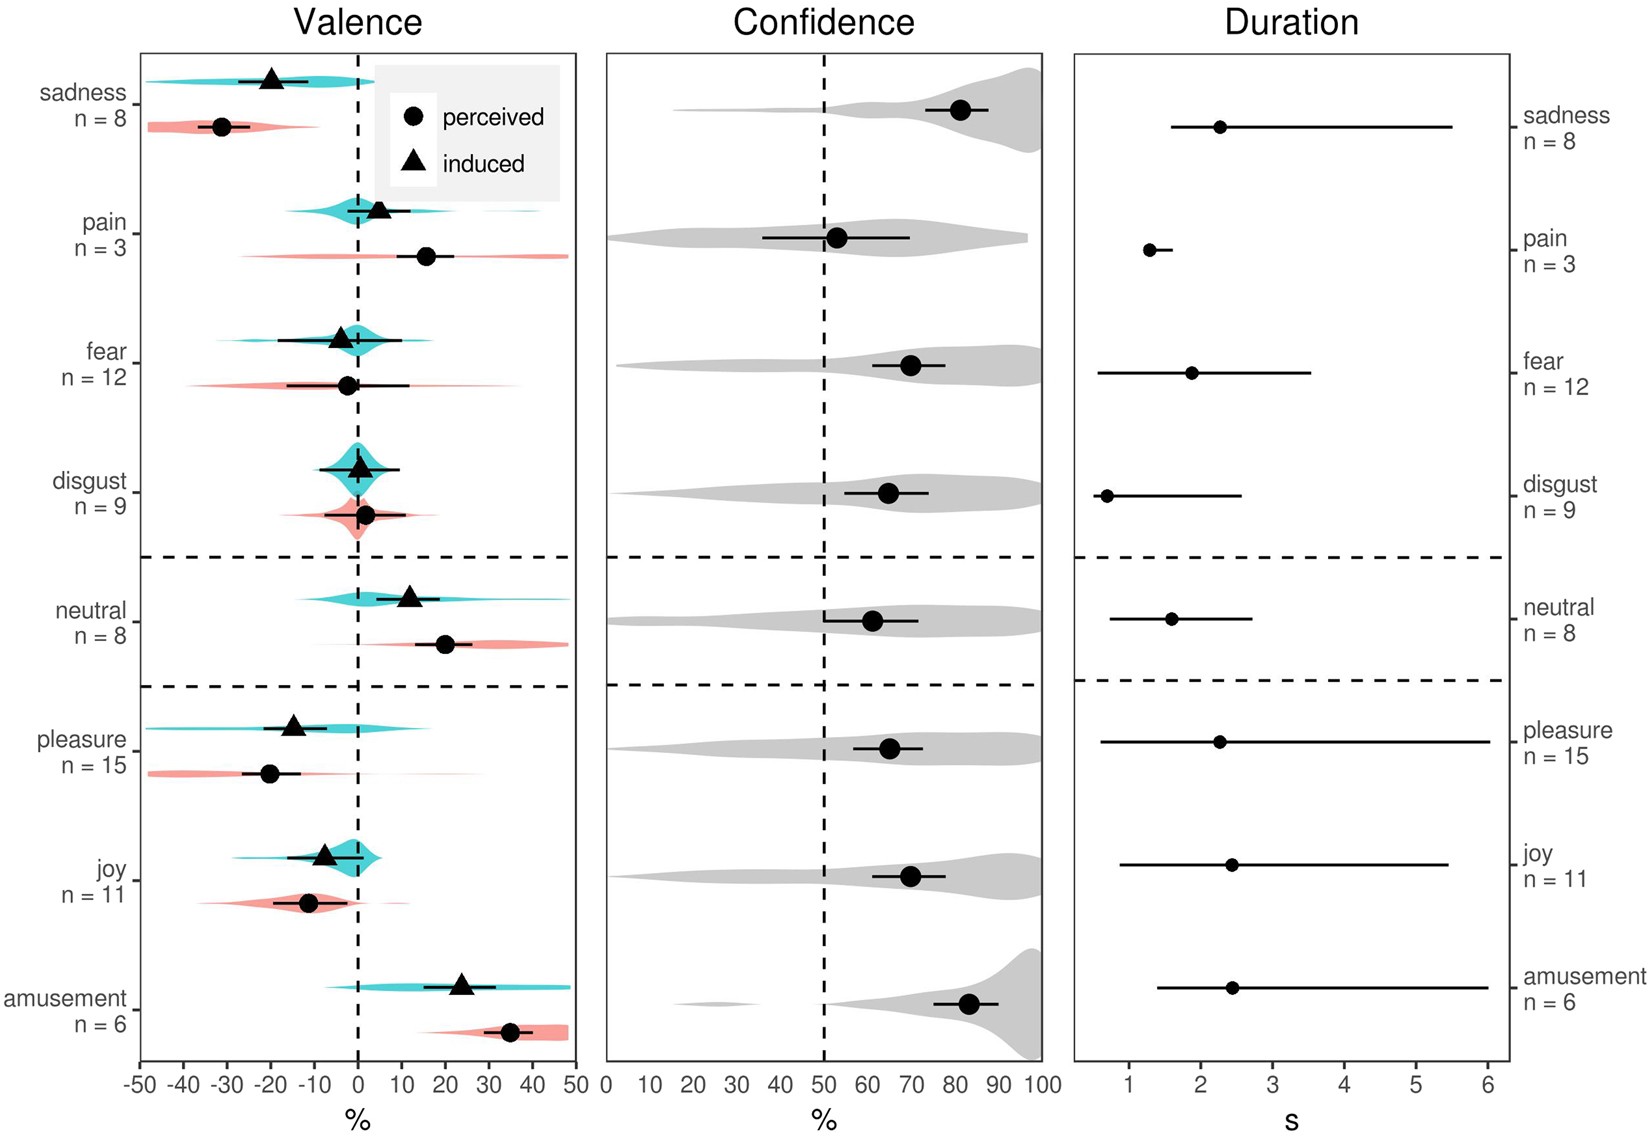 Valence
Confidence
Duration
perceived
induced
sadness
n = 8
pain
n = 3
fear
n = 12
disgust
n = 9
neutral
n = 8
pleasure
n = 15
joy
n = 11
amusement
n = 6
-50 -40 -30 -20 -10 0 10 20 30 40 50
%
0 10 20 30 40 50 60 70 80 90 100
%
1 2 3 4 5 6
s
sadness
n = 8
pain
n = 3
fear
n = 12
disgust
n = 9
neutral
n = 8
pleasure
n = 15
joy
n = 11
amusement
n = 6